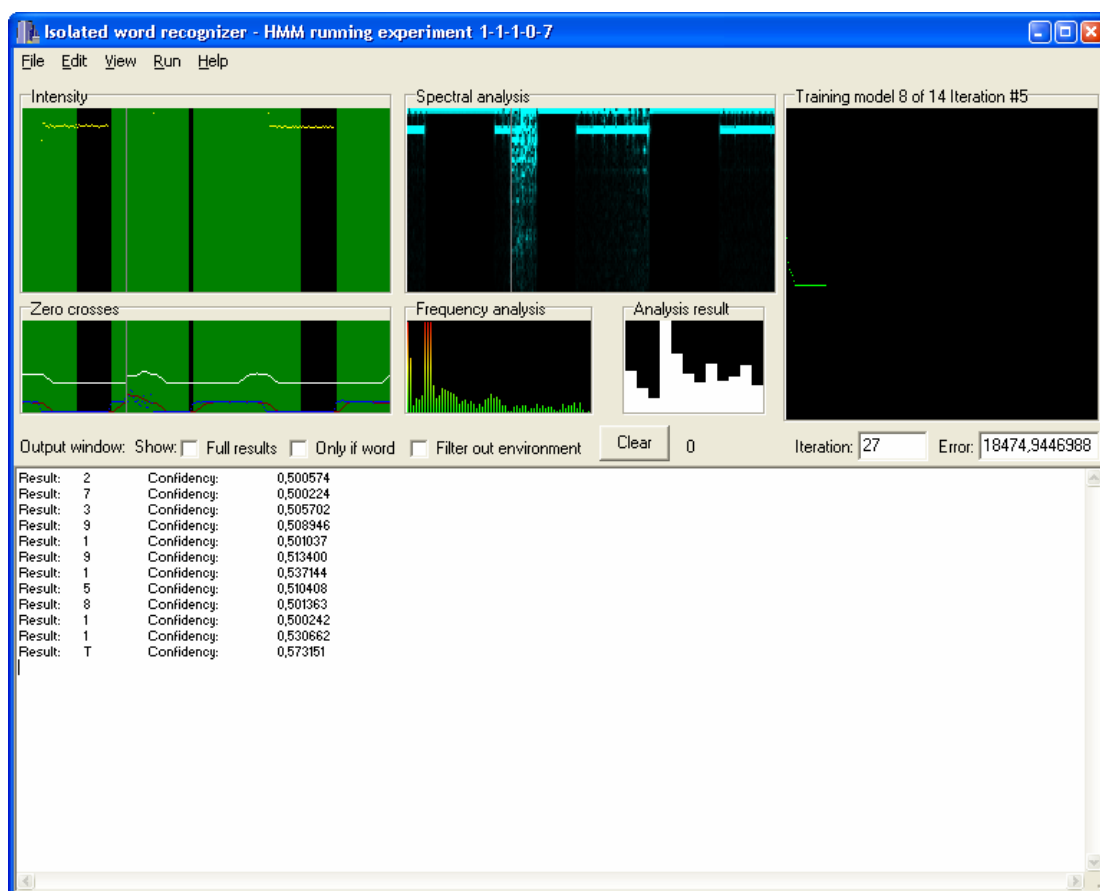 Isolated word recognizer - HMM running experiment 1-1-1-0-7
File Edit View Run Help
Intensity
Spectral analysis
Training model 8 of 14 Iteration #5
Zero crosses
Frequency analysis
Analysis result
Output window: Show: Full results Only if word Filter out environment Clear 0 Iteration: 27 Error: 18474,9446988
Result: 2 Confidency: 0,500574
Result: 7 Confidency: 0,500224
Result: 3 Confidency: 0,505702
Result: 9 Confidency: 0,508946
Result: 1 Confidency: 0,501037
Result: 9 Confidency: 0,513400
Result: 1 Confidency: 0,537144
Result: 5 Confidency: 0,510408
Result: 8 Confidency: 0,501363
Result: 1 Confidency: 0,500242
Result: 1 Confidency: 0,530662
Result: T Confidency: 0,573151